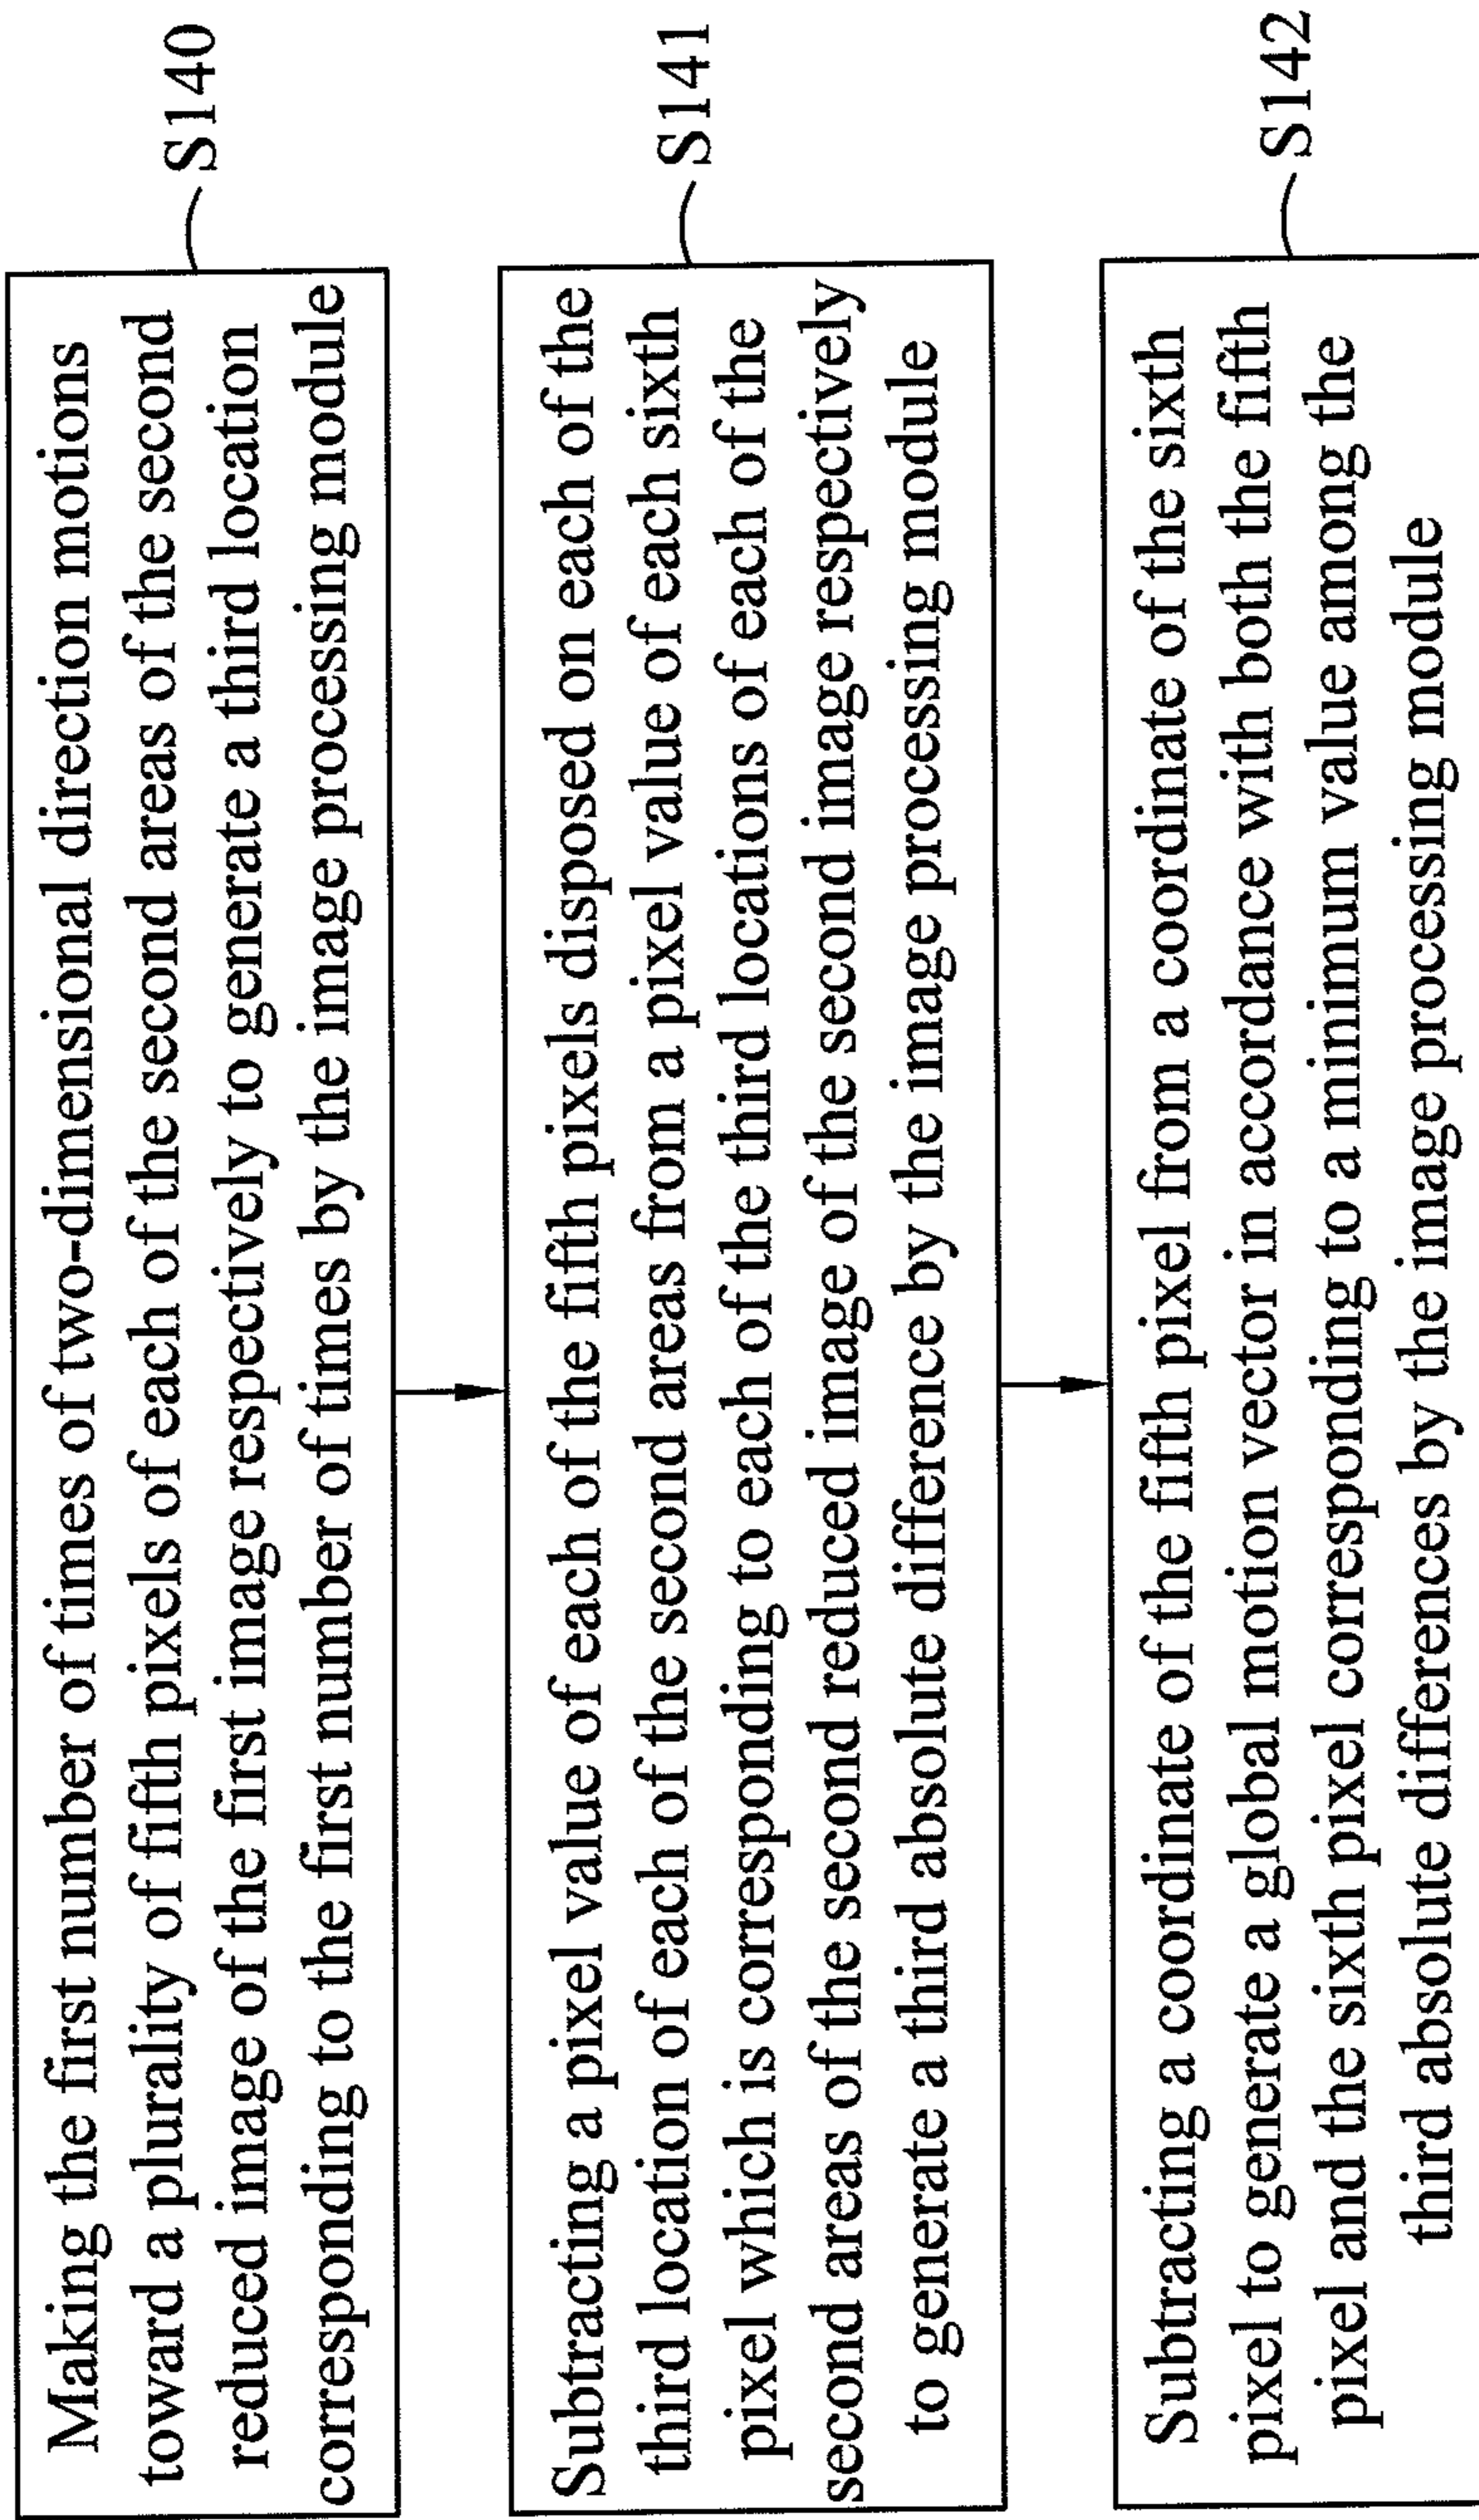 Making the first number of times of two-dimensional direction motions
toward a plurality of fifth pixels of each of the second areas of the second
reduced image of the first image respectively to generate a third location
corresponding to the first number of times by the image processing module
S140
Subtracting a pixel value of each of the fifth pixels disposed on each of the
third location of each of the second areas from a pixel value of each sixth
pixel which is corresponding to each of the third locations of each of the
second areas of the second reduced image of the second image respectively
to generate a third absolute difference by the image processing module
S141
Subtracting a coordinate of the fifth pixel from a coordinate of the sixth
pixel to generate a global motion vector in accordance with both the fifth
pixel and the sixth pixel corresponding to a minimum value among the
third absolute differences by the image processing module
S142